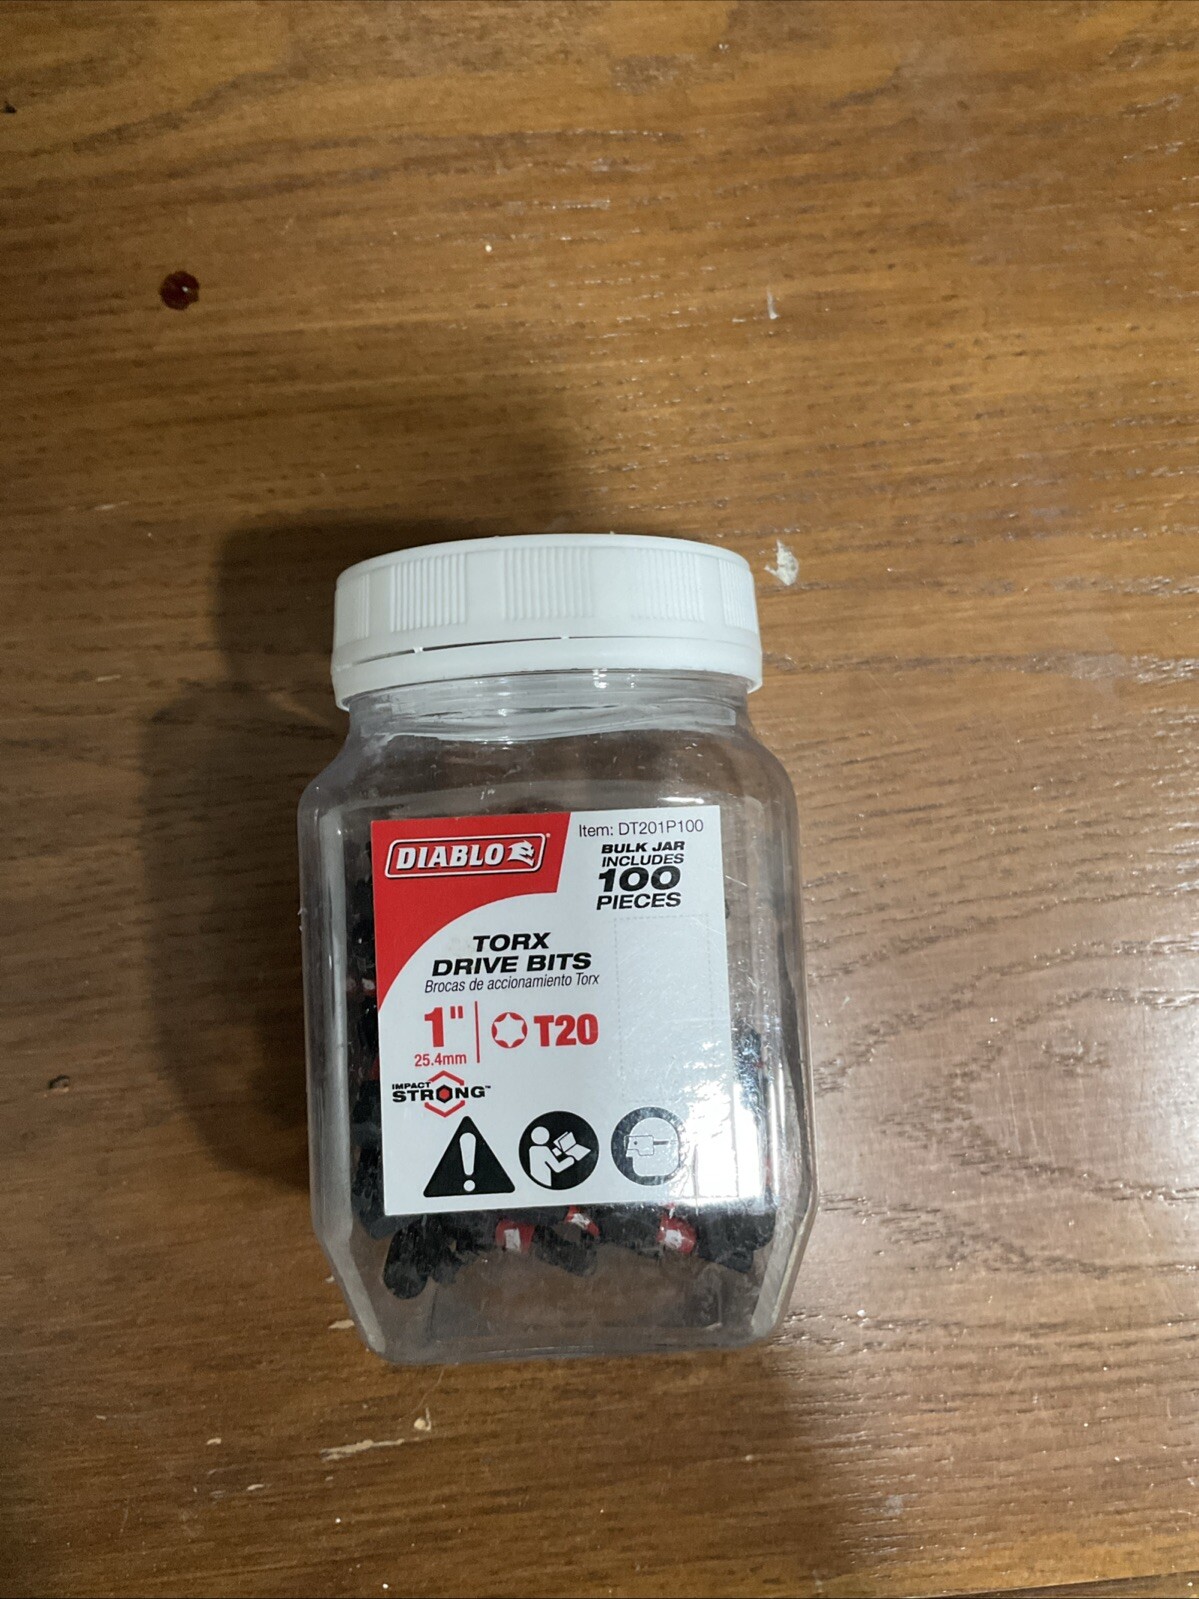 DIABLO
Item: DT201P100
BULK JAR
INCLUDES
100
PIECES
TORX
DRIVE BITS
Brocas de accionamiento Torx
1"
25.4mm
T20
IMPACT
STRONG™